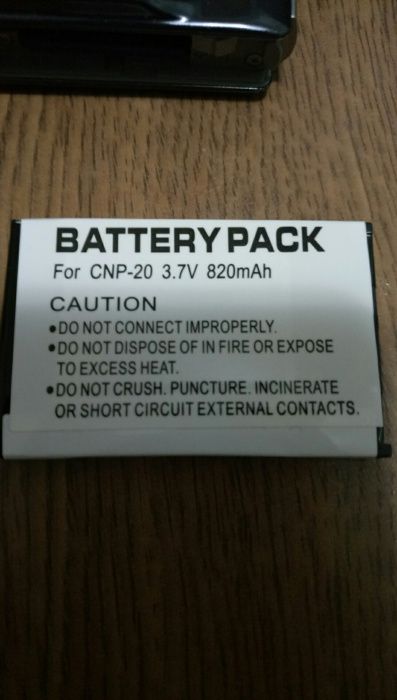 BATTERY PACK
For CNP-20 3.7V 820mAh
CAUTION
•DO NOT CONNECT IMPROPERLY.
•DO NOT DISPOSE OF IN FIRE OR EXPOSE
TO EXCESS HEAT.
•DO NOT CRUSH. PUNCTURE. INCINERATE
OR SHORT CIRCUIT EXTERNAL CONTACTS.